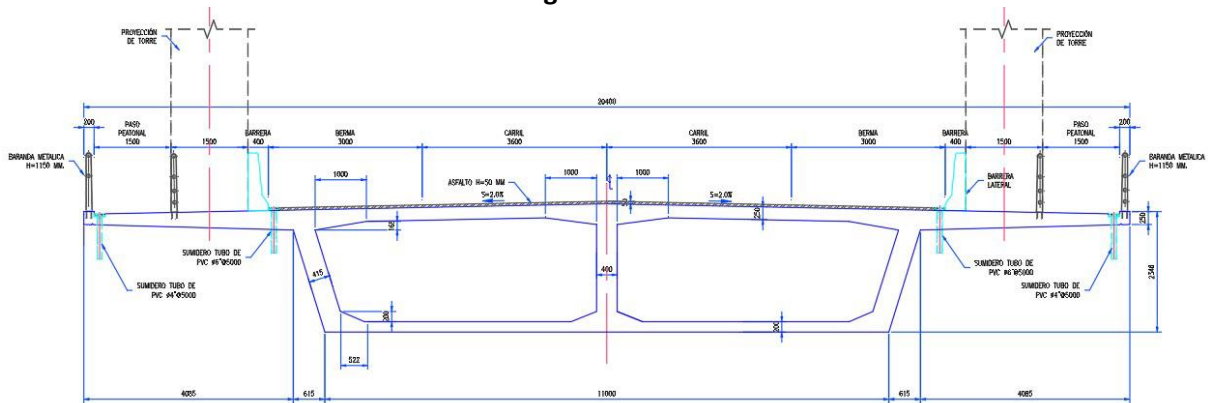 PROYECCIÓN
DE TORRE
PROYECCIÓN
DE TORRE
20400
200
PASO
PEATONAL
1500
1500
BARRERA
400
BERMA
3000
CARRIL
3600
CARRIL
3600
BERMA
3000
BARRERA
400
1500
PASO
PEATONAL
1500
200
BARANDA METALICA
H=1150 MM.
1000
ASFALTO H=50 MM
1000
1000
S=2.0%
50
S=2.0%
BARRERA
LATERAL
BARANDA METALICA
H=1150 MM.
250
250
415
400
2346
SUMIDERO TUBO DE
PVC ø6"@5000
SUMIDERO TUBO DE
PVC ø4"@5000
SUMIDERO TUBO DE
PVC ø6"@5000
SUMIDERO TUBO DE
PVC ø4"@5000
200
200
522
4085
615
11000
615
4085